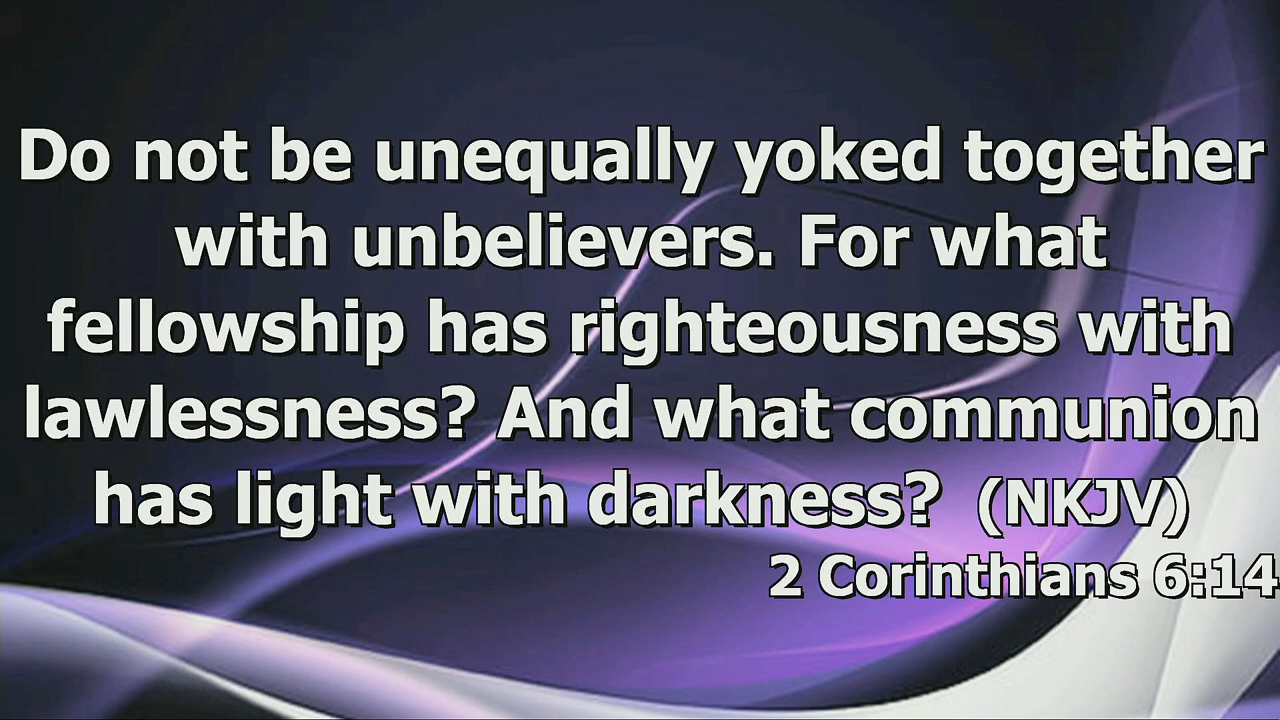 Do not be unequally yoked together
with unbelievers. For what
fellowship has righteousness with
lawlessness? And what communion
has light with darkness? (NKJV)
2 Corinthians 6:14